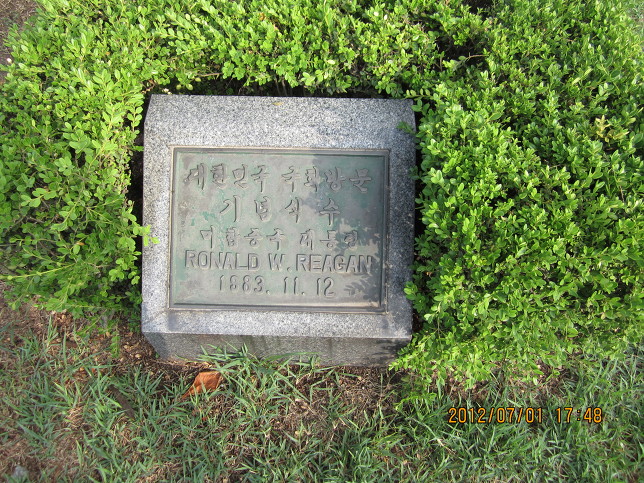 대한민국 국회방문
기념식수
미합중국 대통령
RONALD W. REAGAN
1983. 11. 12
2012/07/01 17:48